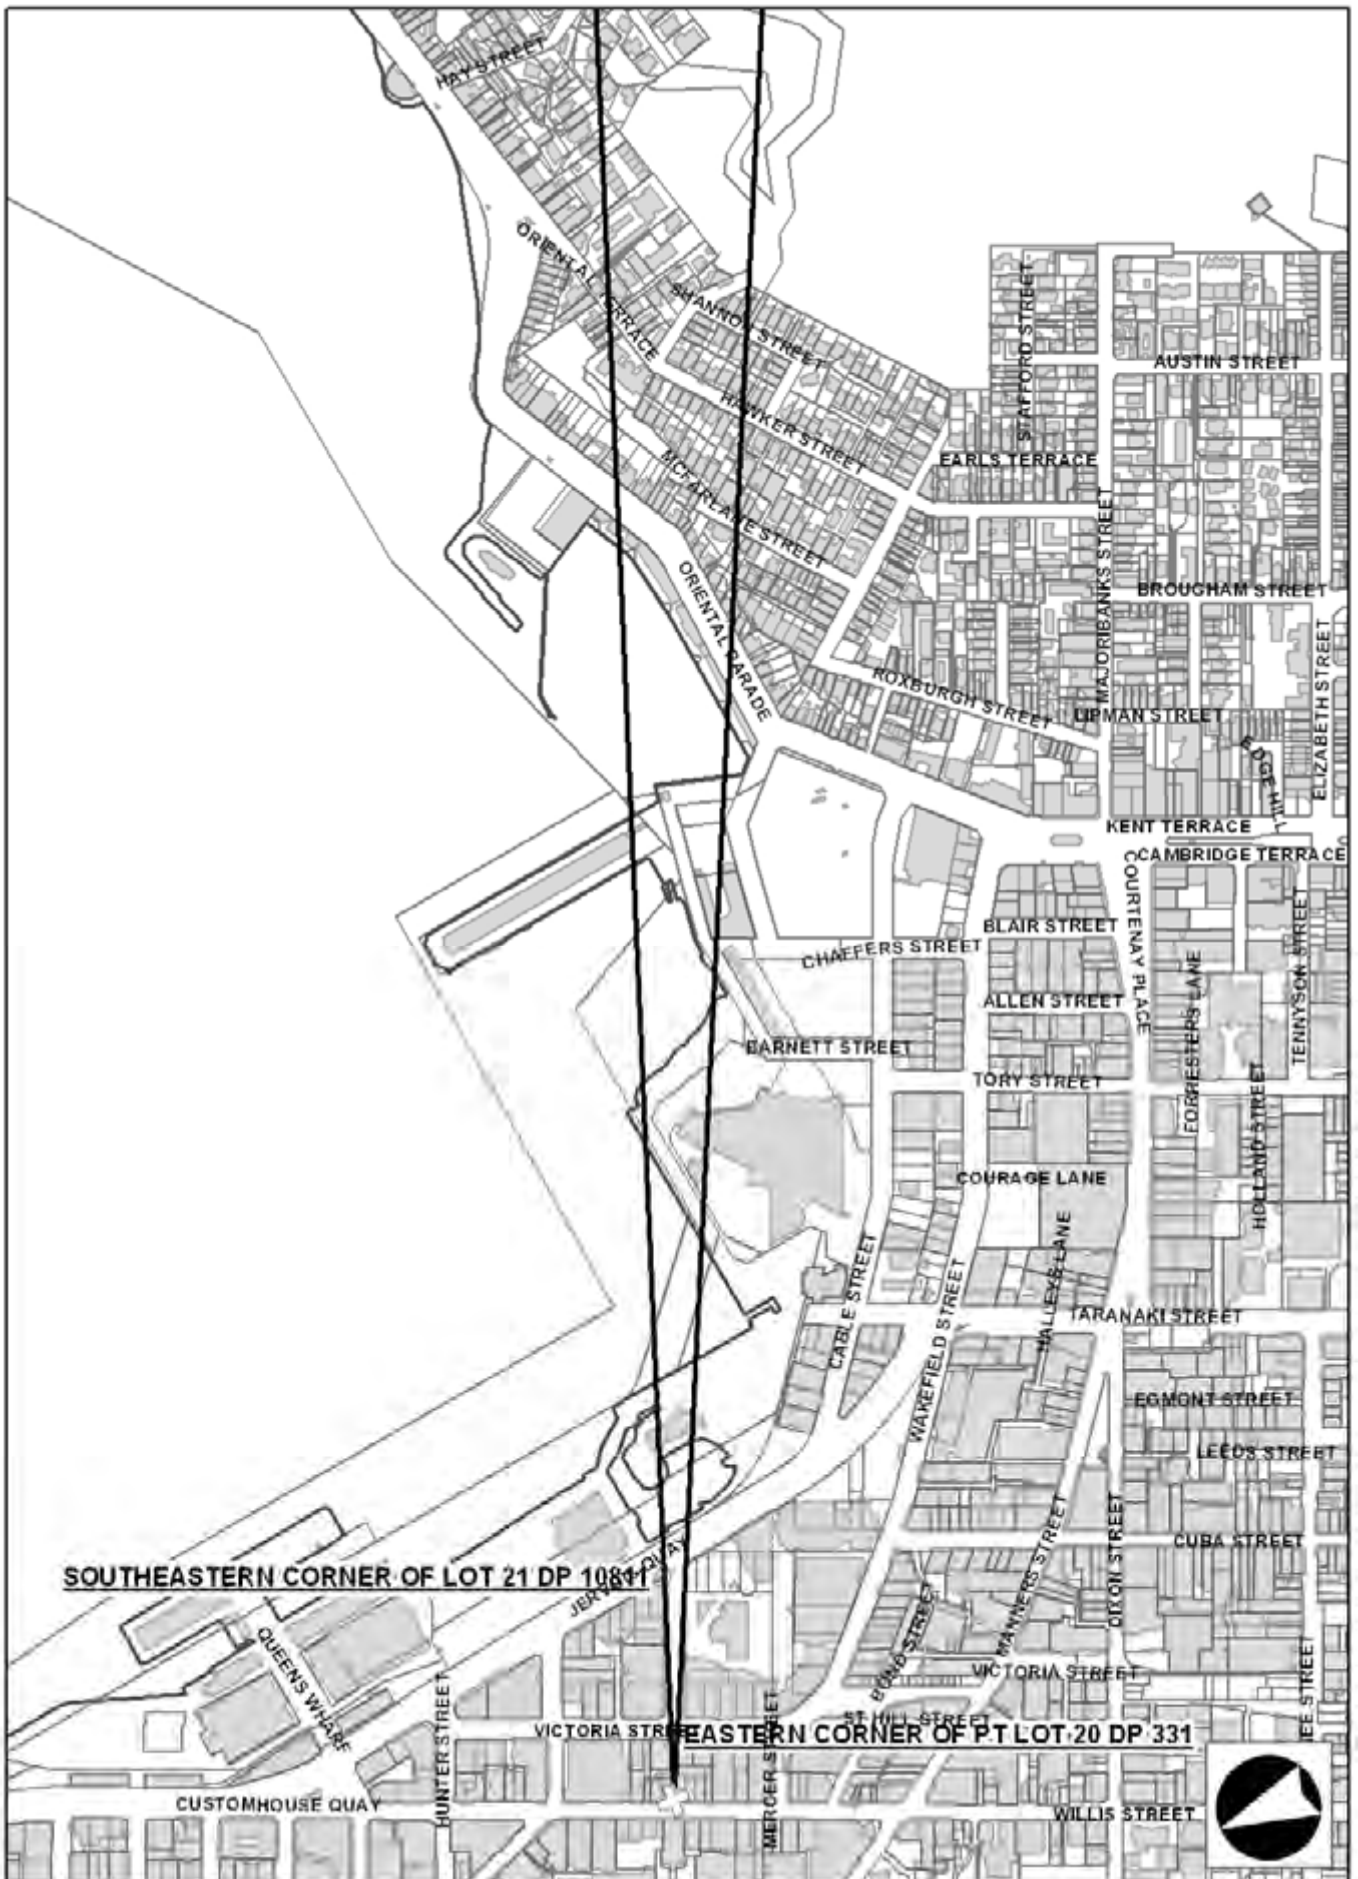 HAY STREET
ORIENTAL TERRACE
SHANNON STREET
STAFFORD STREET
AUSTIN STREET
HAWKER STREET
EARLS TERRACE
MCFARLANE STREET
MAJORIBANKS STREET
BROUGHAM STREET
ORIENTAL PARADE
ROXBURGH STREET
LIPMAN STREET
ELIZABETH STREET
EDGE HILL
KENT TERRACE
CAMBRIDGE TERRACE
COURTENAY PLACE
BLAIR STREET
CHAFFERS STREET
ALLEN STREET
FORRESTERS LANE
TENNYSON STREET
BARNETT STREET
TORY STREET
HOLLAND STREET
COURAGE LANE
HALLEYS LANE
CABLE STREET
WAKEFIELD STREET
TARANAKI STREET
EGMONT STREET
LEEDS STREET
CUBA STREET
MANNERS STREET
DIXON STREET
SOUTHEASTERN CORNER OF LOT 21 DP 10811
JERVOIS QUAY
BOND STREET
QUEENS WHARF
VICTORIA STREET
ST HILL STREET
HUNTER STREET
VICTORIA STREET
EASTERN CORNER OF PT LOT 20 DP 331
MERCER STREET
CUSTOMHOUSE QUAY
WILLIS STREET